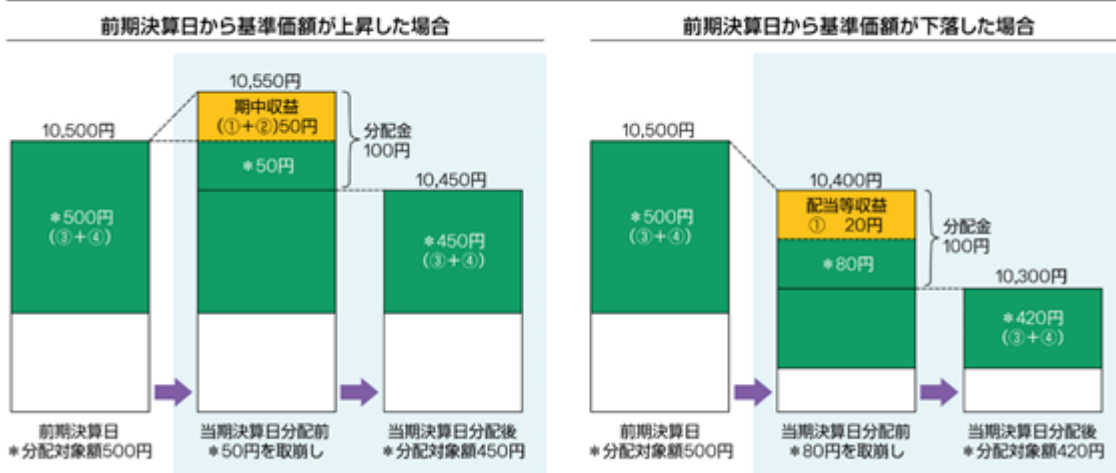 前期決算日から基準価額が上昇した場合
10,550円
期中収益
(①+②)50円
10,500円
分配金
100円
*50円
10,450円
*500円
(③+④)
*450円
(③+④)
前期決算日
*分配対象額500円
当期決算日分配前
*50円を取崩し
当期決算日分配後
*分配対象額450円
前期決算日から基準価額が下落した場合
10,500円
10,400円
配当等収益
① 20円
*500円
(③+④)
分配金
100円
*80円
10,300円
*420円
(③+④)
前期決算日
*分配対象額500円
当期決算日分配前
*80円を取崩し
当期決算日分配後
*分配対象額420円